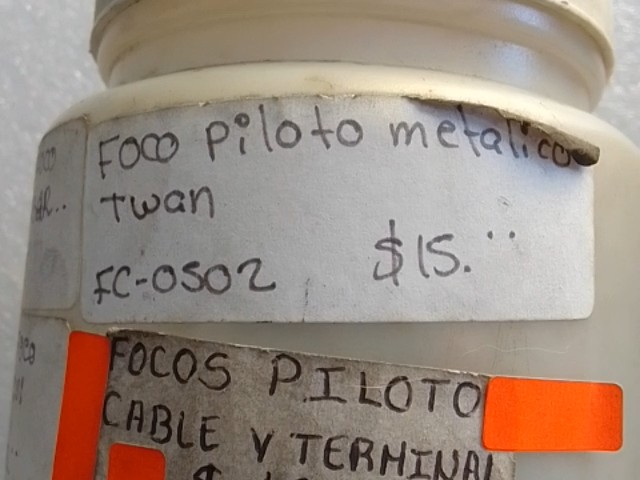 Foco piloto metalico
Twan
FC-0502 $15.¨
FOCOS PILOTO
CABLE Y TERMINAL